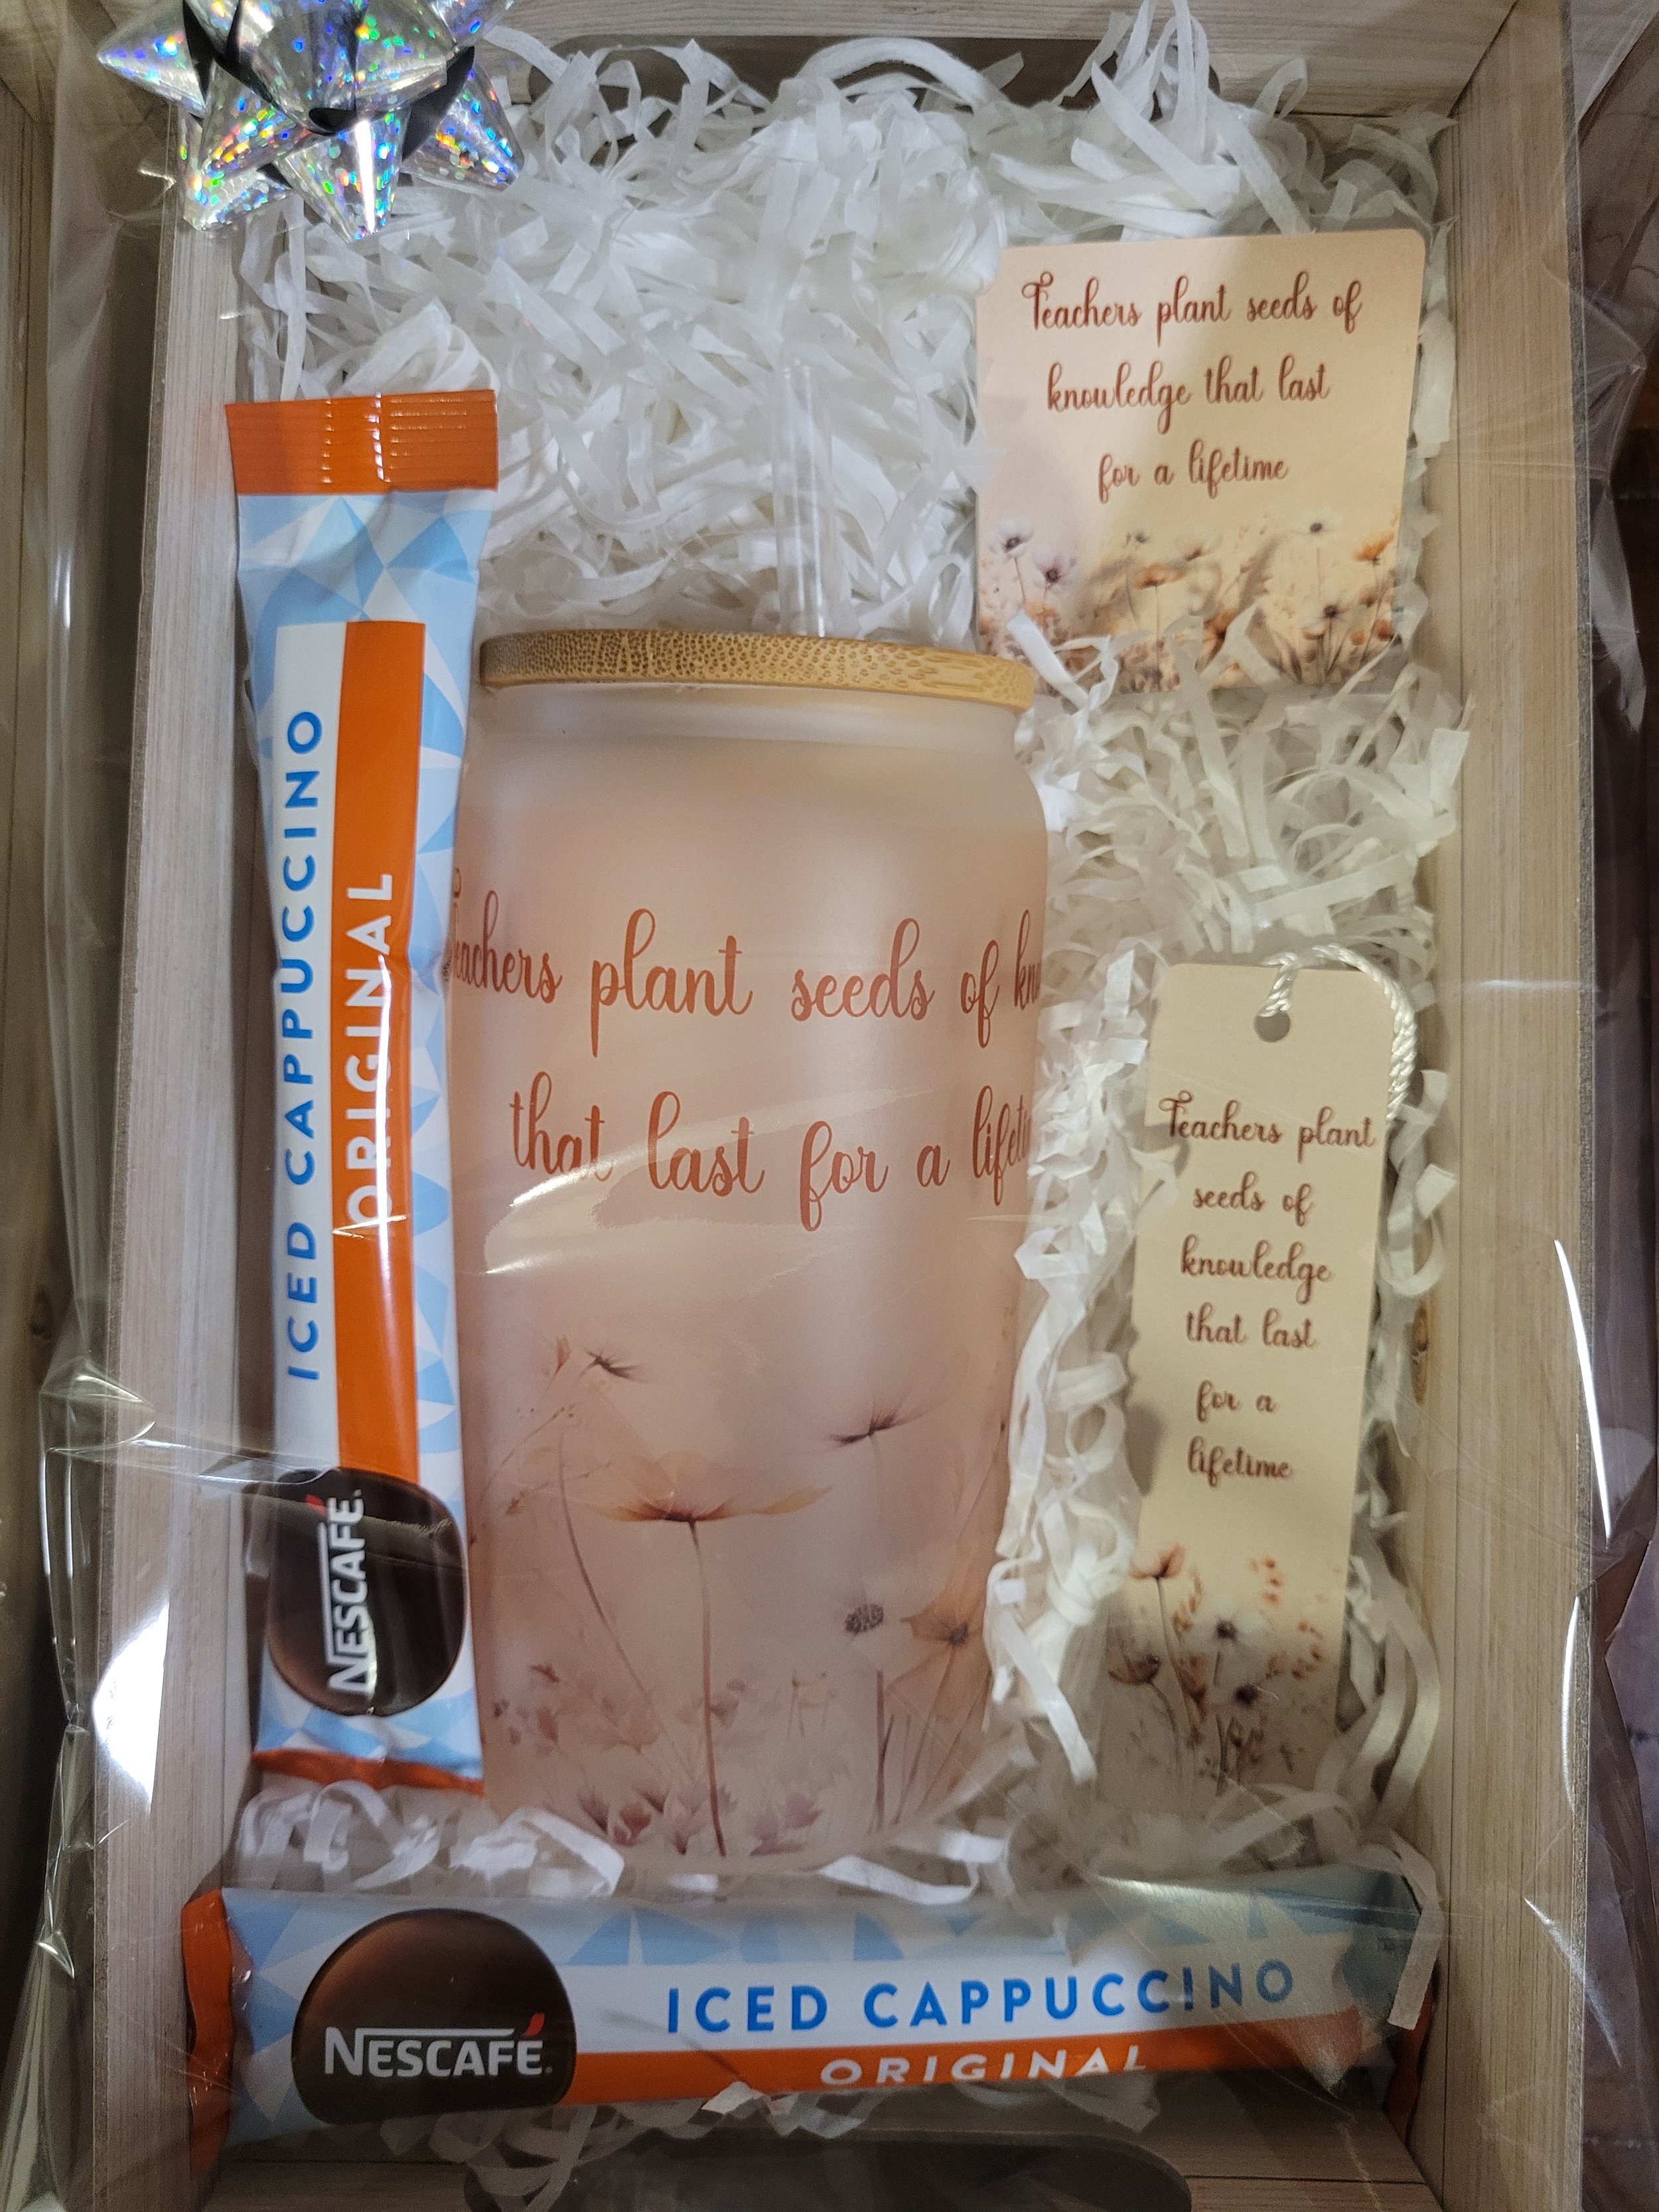 Teachers plant seeds of
knowledge that last
for a lifetime
ICED CAPPUCCINO
ORIGINAL
NESCAFÉ.
Teachers plant seeds of
that last for a
Teachers plant
seeds of
knowledge
that last
for a
lifetime
NESCAFÉ.
ICED CAPPUCCINO
ORIGINAL